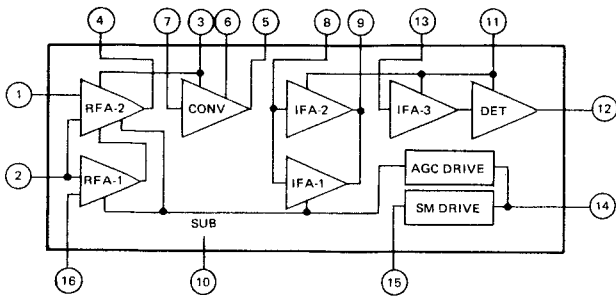 4 7 3 6 5 8 9 13 11
1 RFA-2 CONV IFA-2 IFA-3 DET 12
2 RFA-1 IFA-1 AGC DRIVE
SM DRIVE 14
SUB
16 10 15